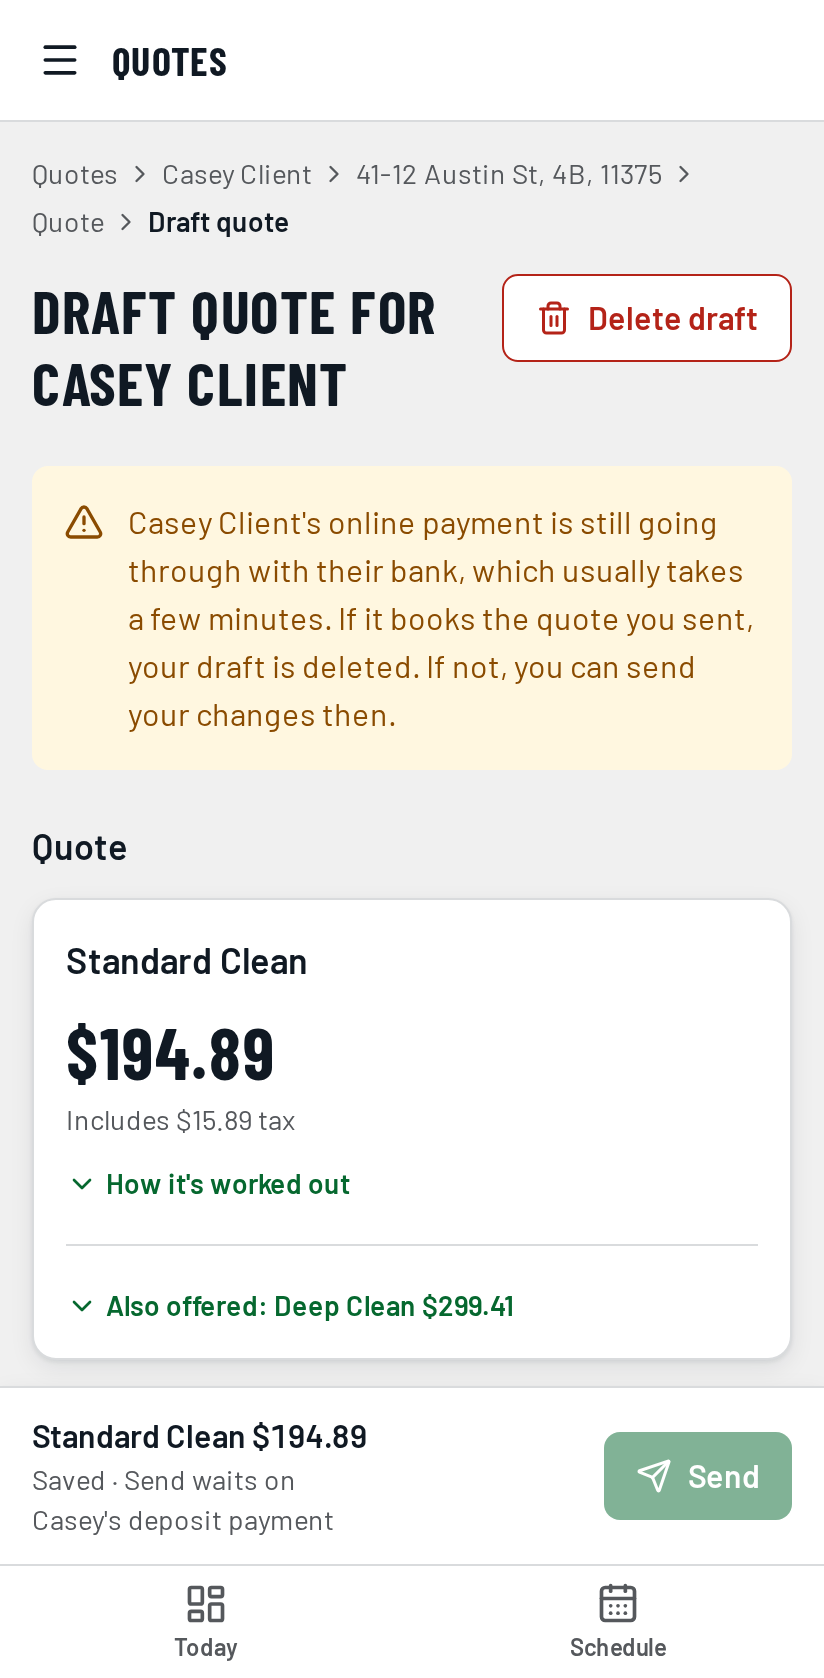 QUOTES
Quotes > Casey Client > 41-12 Austin St, 4B, 11375 >
Quote > Draft quote
DRAFT QUOTE FOR
CASEY CLIENT
Delete draft
Casey Client's online payment is still going
through with their bank, which usually takes
a few minutes. If it books the quote you sent,
your draft is deleted. If not, you can send
your changes then.
Quote
Standard Clean
$194.89
Includes $15.89 tax
How it's worked out
Also offered: Deep Clean $299.41
Standard Clean $194.89
Saved · Send waits on
Casey's deposit payment
Send
Today
Schedule